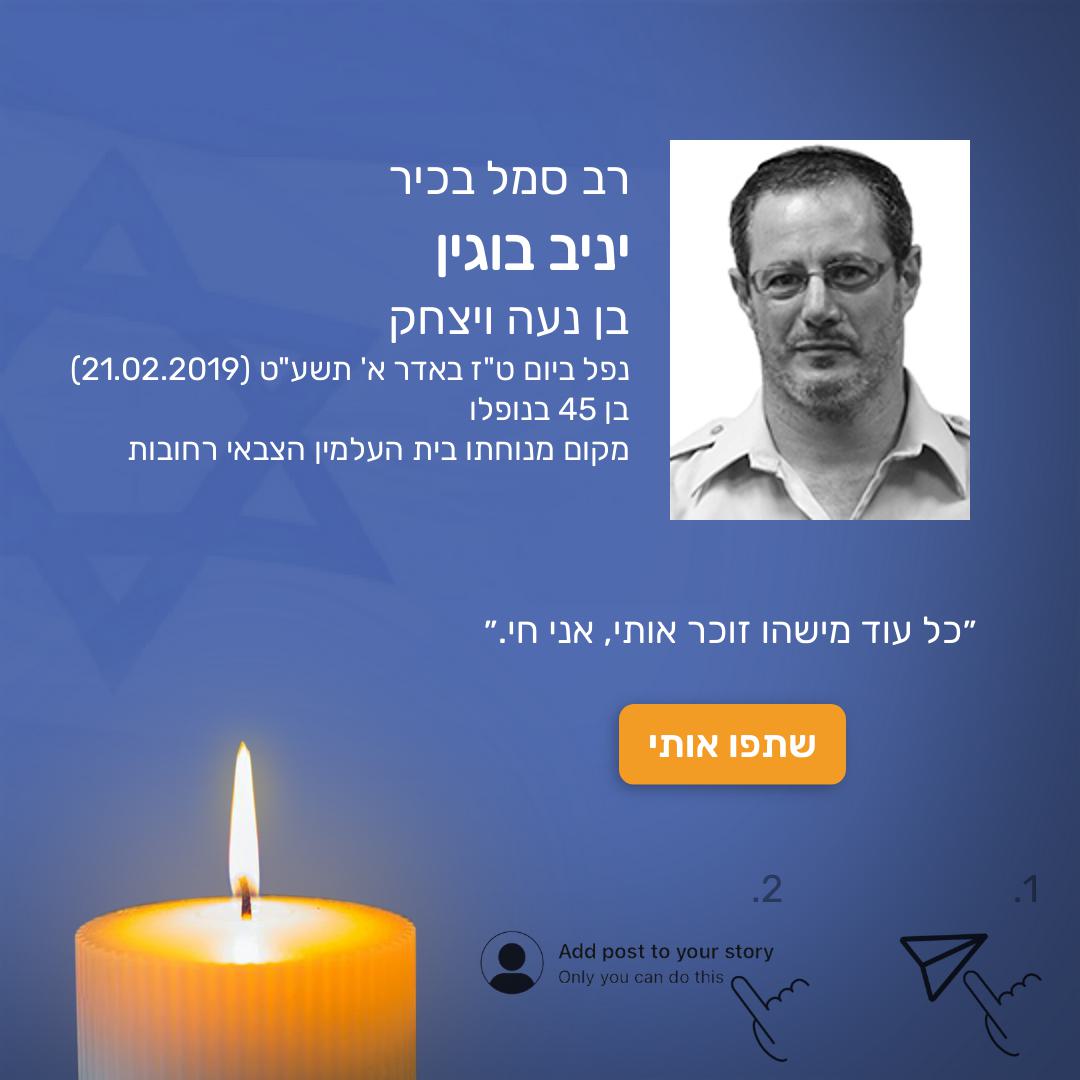 רב סמל בכיר
יניב בוגין
בן נעה ויצחק
נפל ביום ט"ז באדר א' תשע"ט (21.02.2019)
בן 45 בנופלו
מקום מנוחתו בית העלמין הצבאי רחובות
״כל עוד מישהו זוכר אותי, אני חי.״
שתפו אותי
1.
2.
Add post to your story
Only you can do this